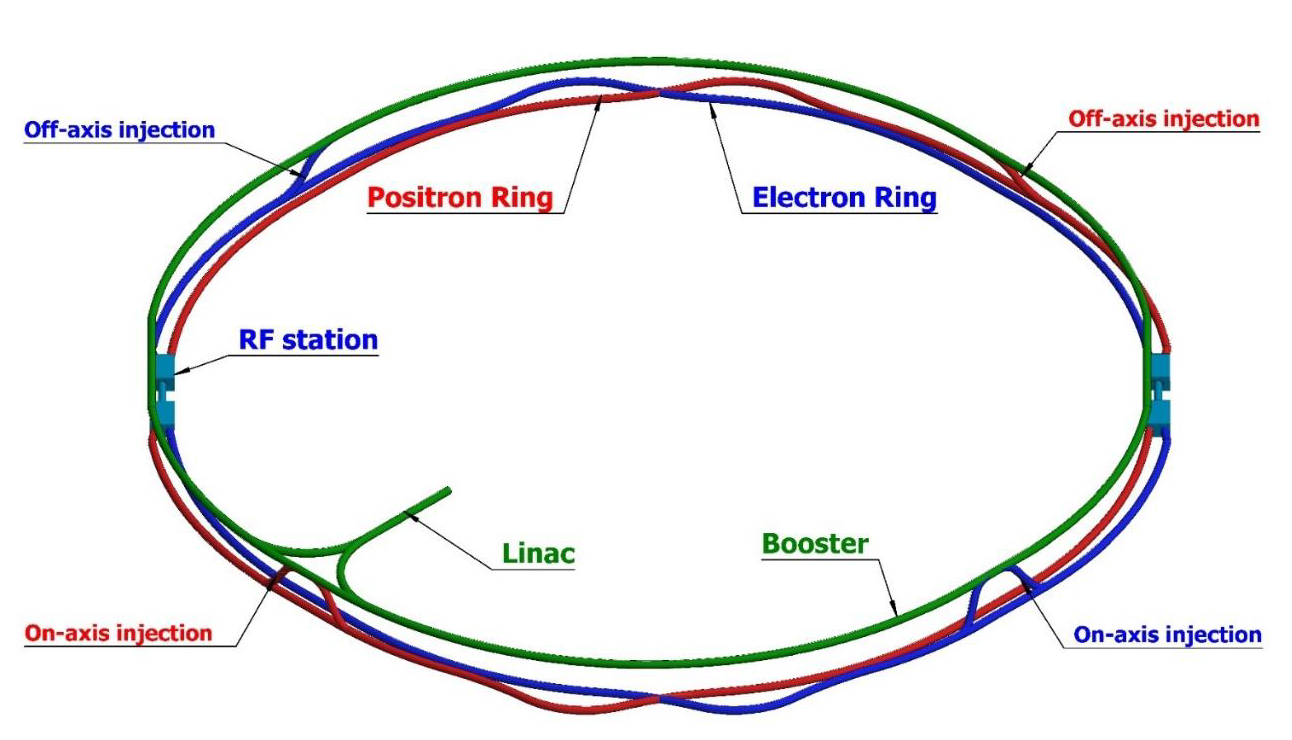 Off-axis injection
Off-axis injection
Positron Ring
Electron Ring
RF station
Linac
Booster
On-axis injection
On-axis injection